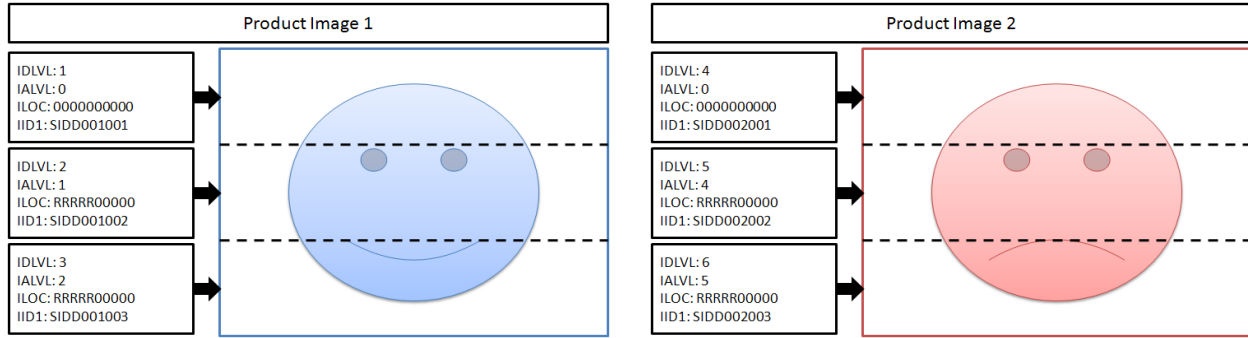 Product Image 1
IDLVL: 1
IALVL: 0
ILOC: 0000000000
IID1: SIDD001001
IDLVL: 2
IALVL: 1
ILOC: RRRRR00000
IID1: SIDD001002
IDLVL: 3
IALVL: 2
ILOC: RRRRR00000
IID1: SIDD001003
Product Image 2
IDLVL: 4
IALVL: 0
ILOC: 0000000000
IID1: SIDD002001
IDLVL: 5
IALVL: 4
ILOC: RRRRR00000
IID1: SIDD002002
IDLVL: 6
IALVL: 5
ILOC: RRRRR00000
IID1: SIDD002003